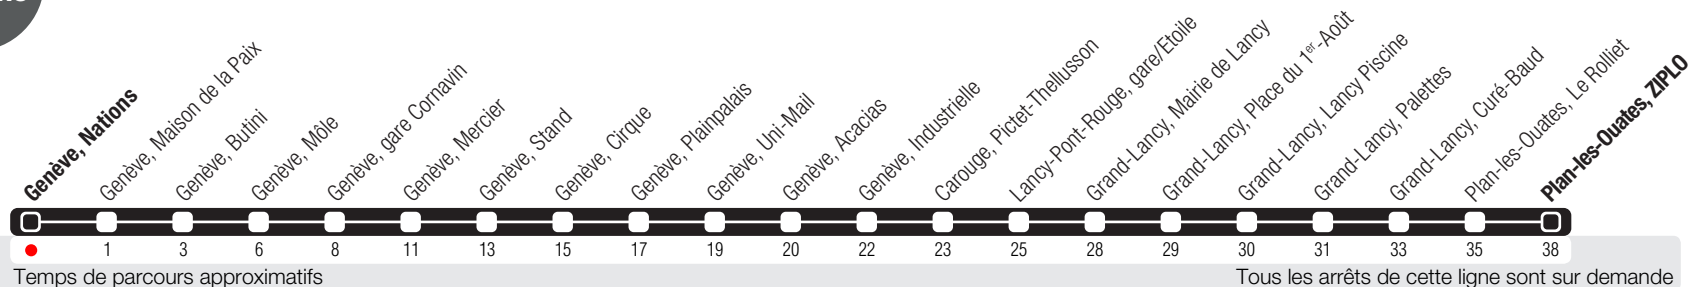 Genève, Nations
Genève, Maison de la Paix
Genève, Butini
Genève, Môle
Genève, gare Cornavin
Genève, Mercier
Genève, Stand
Genève, Cirque
Genève, Plainpalais
Genève, Uni-Mail
Genève, Acacias
Genève, Industrielle
Carouge, Pictet-Thellusson
Lancy-Pont-Rouge, gare/Etoile
Grand-Lancy, Mairie de Lancy
Grand-Lancy, Place du 1er-Août
Grand-Lancy, Lancy Piscine
Grand-Lancy, Palettes
Grand-Lancy, Curé-Baud
Plan-les-Ouates, Le Rolliet
Plan-les-Ouates, ZIPLO
1 3 6 8 11 13 15 17 19 20 22 23 25 28 29 30 31 33 35 38
Temps de parcours approximatifs
Tous les arrêts de cette ligne sont sur demande